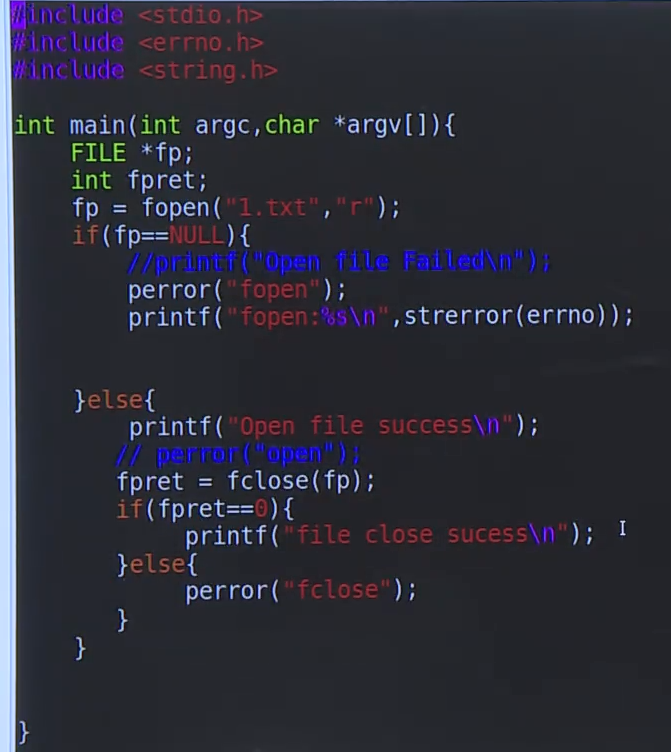 #include <stdio.h>
#include <errno.h>
#include <string.h>
int main(int argc,char *argv[]){
FILE *fp;
int fpret;
fp = fopen("1.txt","r");
if(fp==NULL){
//printf("Open file Failed\n");
perror("fopen");
printf("fopen:%s\n",strerror(errno));
}else{
printf("Open file success\n");
// perror("open");
fpret = fclose(fp);
if(fpret==0){
printf("file close sucess\n");
}else{
perror("fclose");
}
}
}